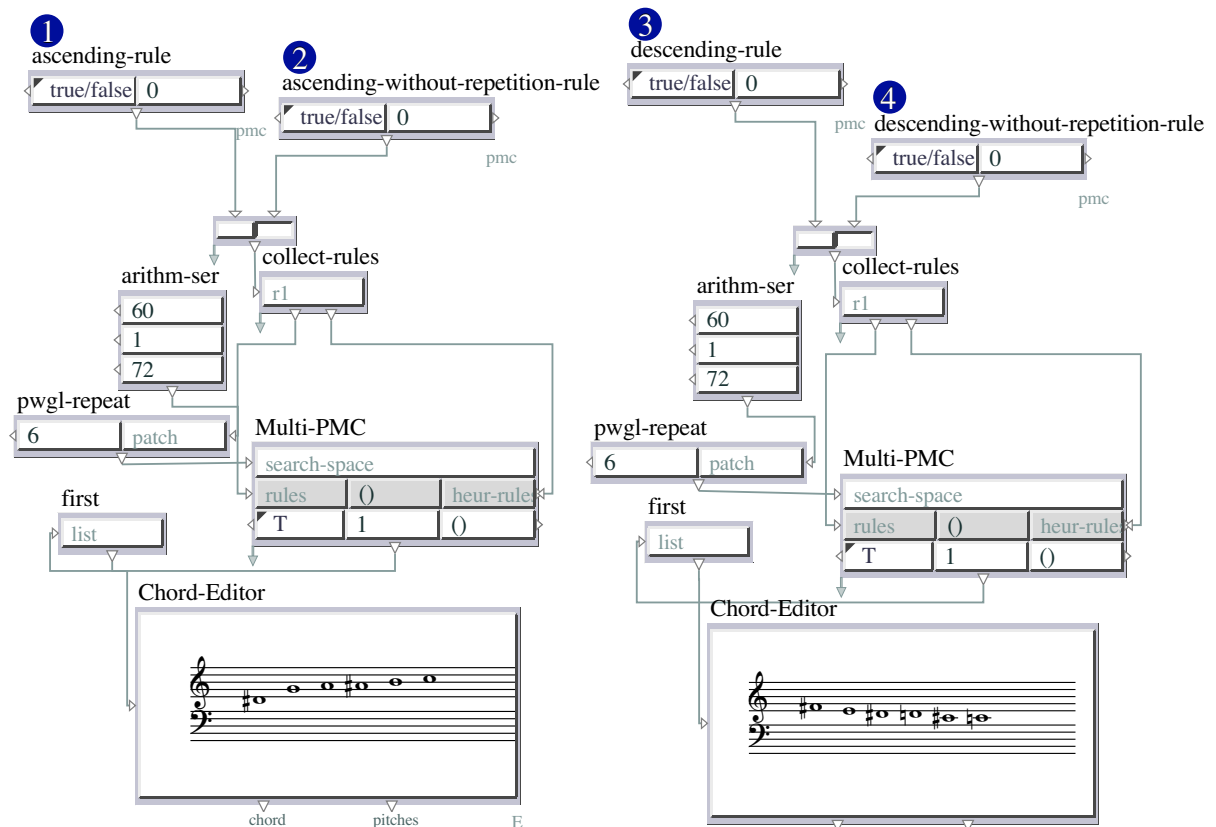 1
ascending-rule
true/false 0
pmc
2
ascending-without-repetition-rule
true/false 0
pmc
collect-rules
r1
arithm-ser
60
1
72
pwgl-repeat
6 patch
Multi-PMC
search-space
rules () heur-rules
T 1 ()
first
list
Chord-Editor
chord pitches E
3
descending-rule
true/false 0
pmc
4
descending-without-repetition-rule
true/false 0
pmc
collect-rules
r1
arithm-ser
60
1
72
pwgl-repeat
6 patch
Multi-PMC
search-space
rules () heur-rules
T 1 ()
first
list
Chord-Editor